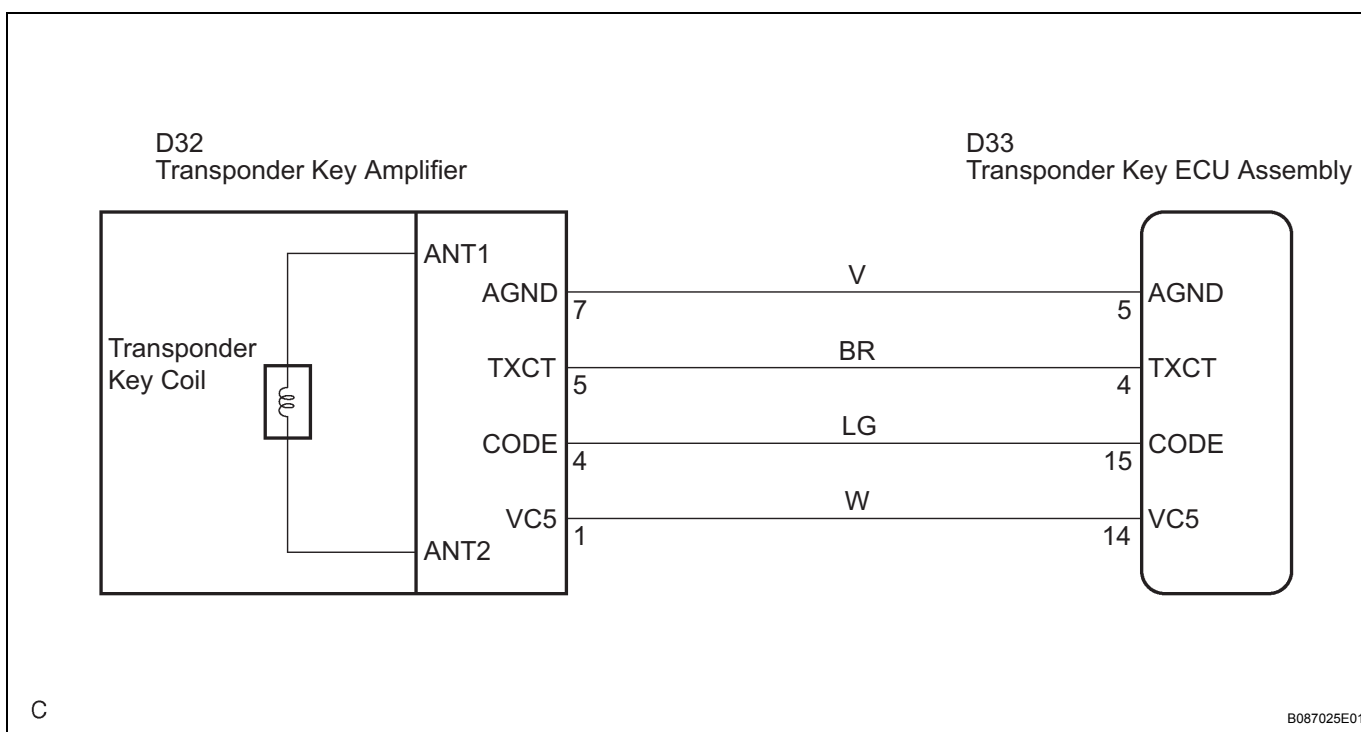 D32
Transponder Key Amplifier
D33
Transponder Key ECU Assembly
ANT1
AGND
7
V
5
AGND
Transponder
Key Coil
TXCT
5
BR
4
TXCT
CODE
4
LG
15
CODE
VC5
1
W
14
VC5
ANT2
C
B087025E01